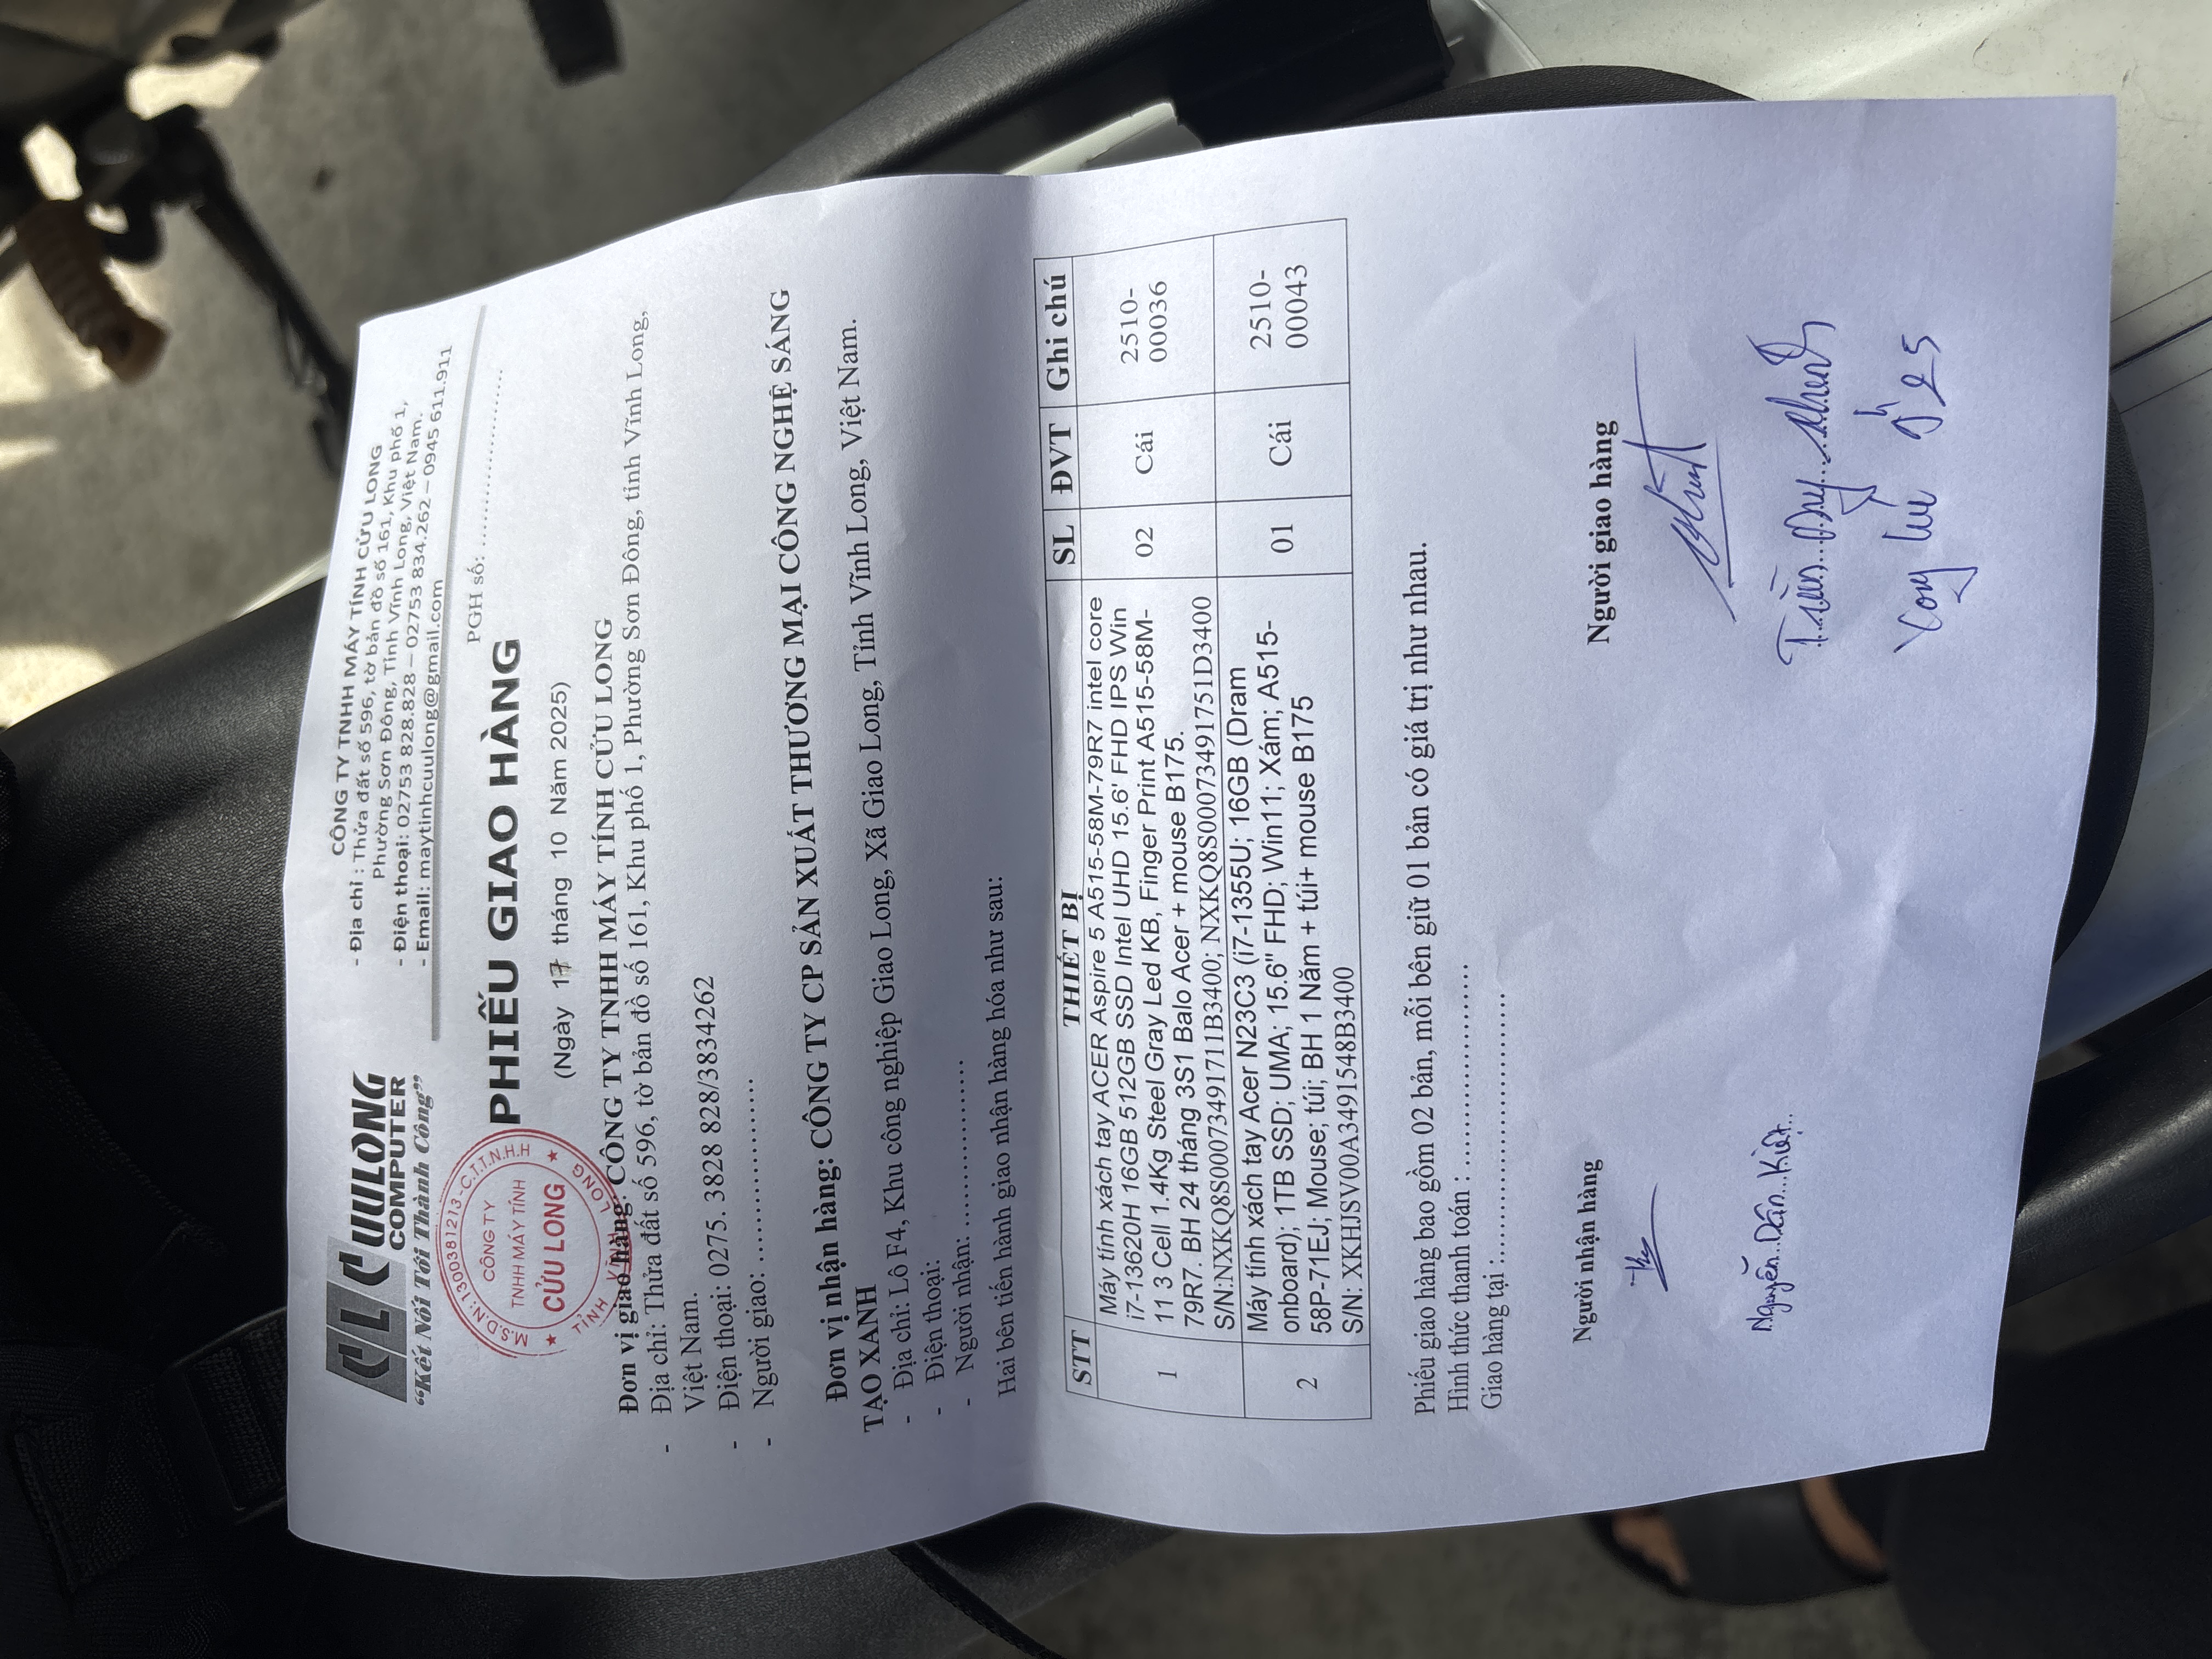 CLC CUULONG
COMPUTER
“Kết Nối Tới Thành Công”
CÔNG TY TNHH MÁY TÍNH CỬU LONG
- Địa chỉ : Thửa đất số 596, tờ bản đồ số 161, Khu phố 1,
Phường Sơn Đông, Tỉnh Vĩnh Long, Việt Nam.
- Điện thoại: 02753 828.828 – 02753 834.262 – 0945 611.911
- Email: maytinhcuulong@gmail.com
PGH số: ..............................
PHIẾU GIAO HÀNG
(Ngày 17 tháng 10 Năm 2025)
M.S.D.N: 1300381213 - C.T.T.N.H.H
CÔNG TY
TNHH MÁY TÍNH
CỬU LONG
TỈNH VĨNH LONG
Đơn vị giao hàng: CÔNG TY TNHH MÁY TÍNH CỬU LONG
- Địa chỉ: Thửa đất số 596, tờ bản đồ số 161, Khu phố 1, Phường Sơn Đông, tỉnh Vĩnh Long,
Việt Nam.
- Điện thoại: 0275. 3828 828/3834262
- Người giao: ..............................
Đơn vị nhận hàng: CÔNG TY CP SẢN XUẤT THƯƠNG MẠI CÔNG NGHỆ SÁNG
TẠO XANH
- Địa chỉ: Lô F4, Khu công nghiệp Giao Long, Xã Giao Long, Tỉnh Vĩnh Long, Việt Nam.
- Điện thoại:
- Người nhận: ..............................
Hai bên tiến hành giao nhận hàng hóa như sau:
STT THIẾT BỊ SL ĐVT Ghi chú
1 Máy tính xách tay ACER Aspire 5 A515-58M-79R7 intel core
i7-13620H 16GB 512GB SSD Intel UHD 15.6' FHD IPS Win
11 3 Cell 1.4Kg Steel Gray Led KB, Finger Print A515-58M-
79R7. BH 24 tháng 3S1 Balo Acer + mouse B175.
S/N:NXKQ8S0007349171​1B3400; NXKQ8S00073491751D3400
02 Cái 2510-
00036
2 Máy tính xách tay Acer N23C3 (i7-1355U; 16GB (Dram
onboard); 1TB SSD; UMA; 15.6" FHD; Win11; Xám; A515-
58P-71EJ; Mouse; túi; BH 1 Năm + túi+ mouse B175
S/N: XKHJSV00A3491548B3400
01 Cái 2510-
00043
Phiếu giao hàng bao gồm 02 bản, mỗi bên giữ 01 bản có giá trị như nhau.
Hình thức thanh toán : ..............................
Giao hàng tại :..............................
Người nhận hàng
Người giao hàng
Nguyễn Dân Kiệt
Trần Duy